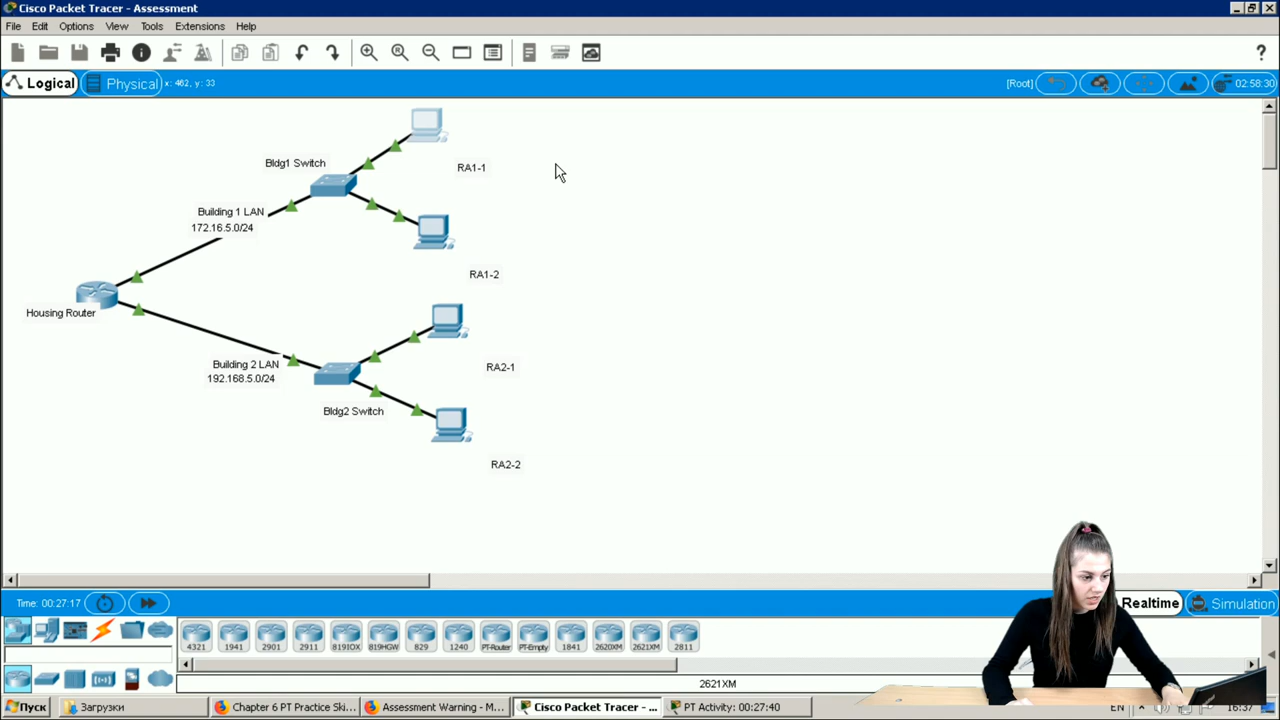 Cisco Packet Tracer - Assessment
File Edit Options View Tools Extensions Help
?
Logical Physical x: 462, y: 33 [Root] 02:58:30
RA1-1
Bldg1 Switch
Building 1 LAN
172.16.5.0/24
RA1-2
Housing Router
Building 2 LAN
192.168.5.0/24
RA2-1
Bldg2 Switch
RA2-2
Time: 00:27:17 Realtime Simulation
4321 1941 2901 2911 819IOX 819HGW 829 1240 PT-Router PT-Empty 1841 2620XM 2621XM 2811
2621XM
Пуск Загрузки Chapter 6 PT Practice Ski... Assessment Warning - M... Cisco Packet Tracer - ... PT Activity: 00:27:40 EN 16:37